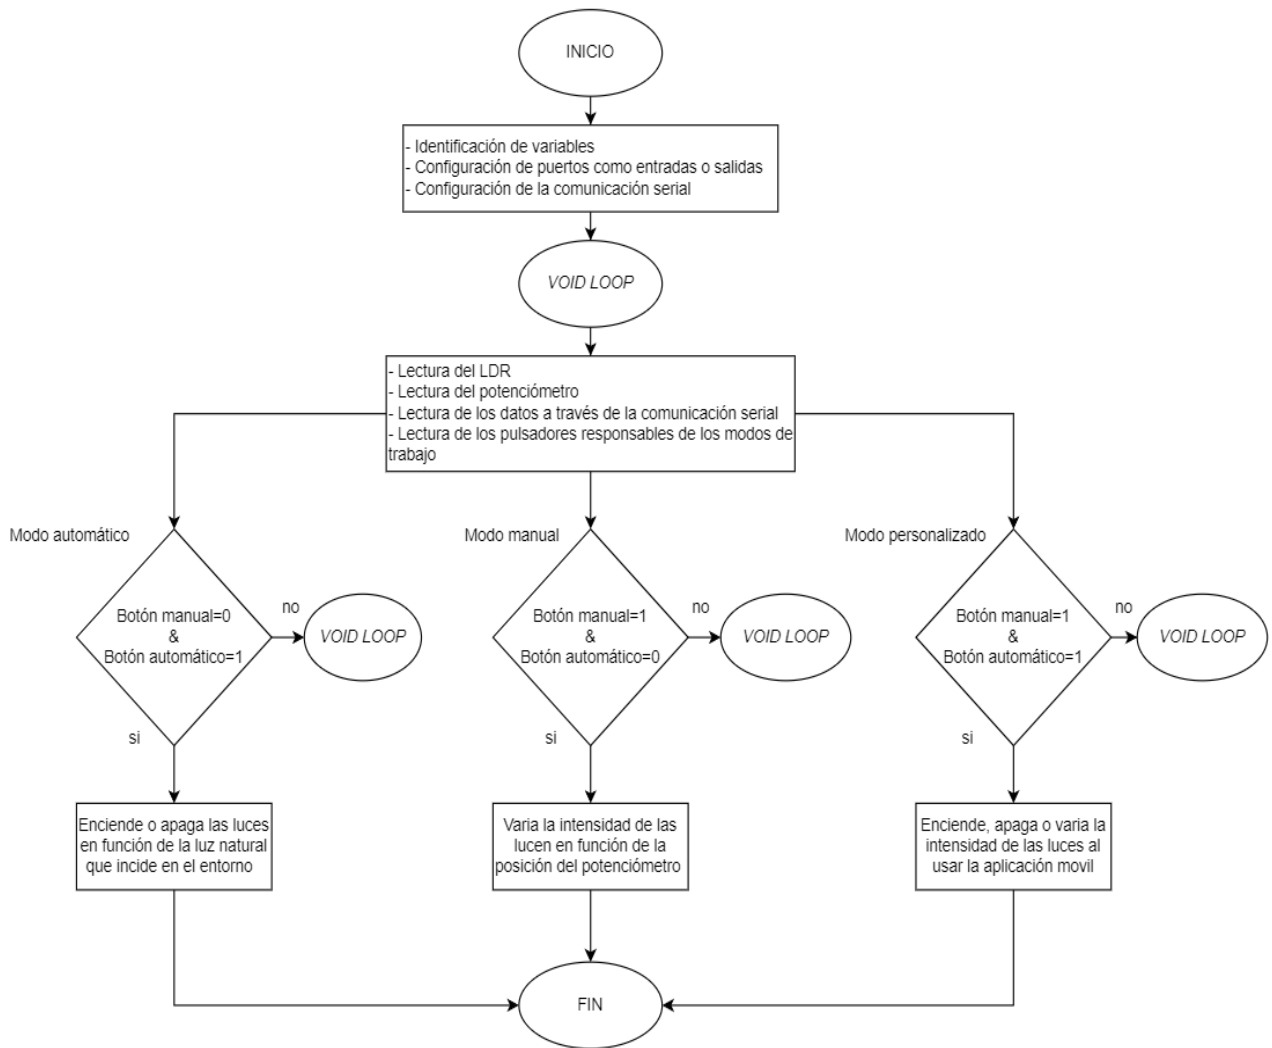 INICIO
- Identificación de variables
- Configuración de puertos como entradas o salidas
- Configuración de la comunicación serial
VOID LOOP
- Lectura del LDR
- Lectura del potenciómetro
- Lectura de los datos a través de la comunicación serial
- Lectura de los pulsadores responsables de los modos de
trabajo
Modo automático
Botón manual=0
&
Botón automático=1
no
VOID LOOP
si
Enciende o apaga las luces
en función de la luz natural
que incide en el entorno
Modo manual
Botón manual=1
&
Botón automático=0
no
VOID LOOP
si
Varia la intensidad de las
lucen en función de la
posición del potenciómetro
Modo personalizado
Botón manual=1
&
Botón automático=1
no
VOID LOOP
si
Enciende, apaga o varia la
intensidad de las luces al
usar la aplicación movil
FIN